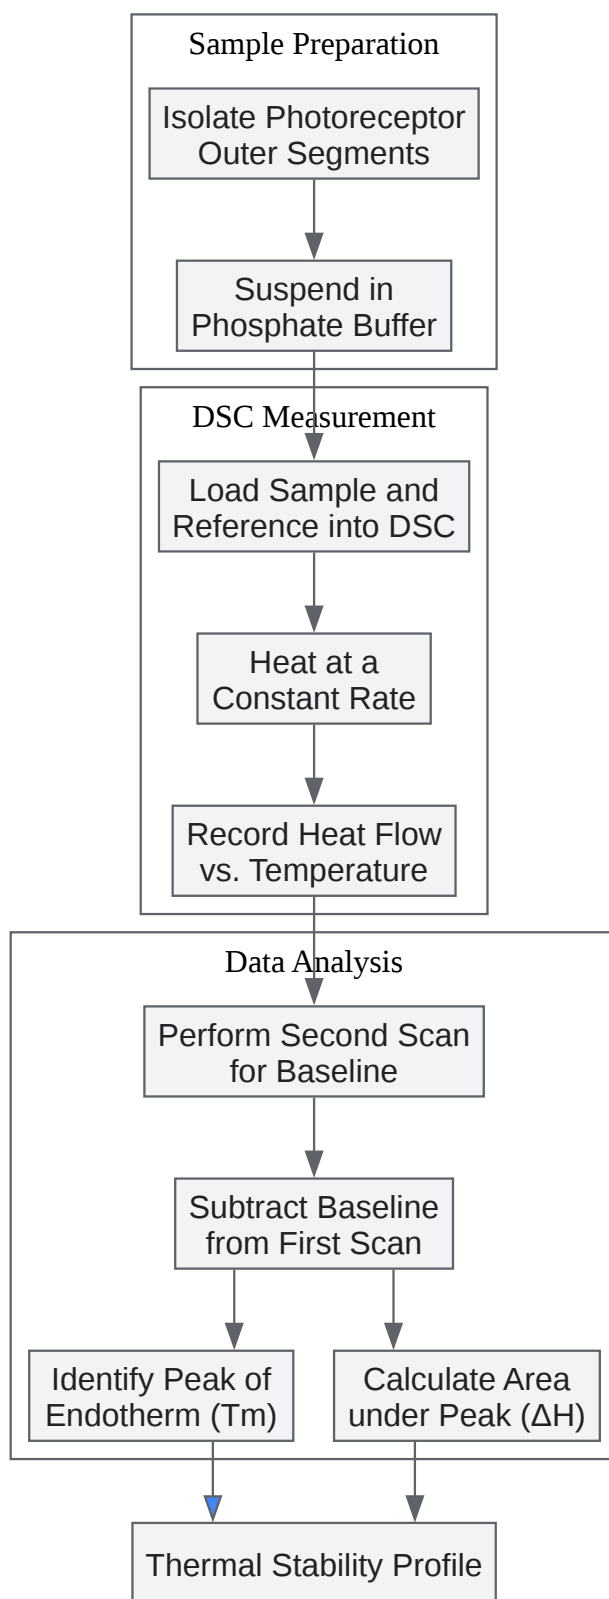 Sample Preparation
Isolate Photoreceptor
Outer Segments
Suspend in
Phosphate Buffer
DSC Measurement
Load Sample and
Reference into DSC
Heat at a
Constant Rate
Record Heat Flow
vs. Temperature
Data Analysis
Perform Second Scan
for Baseline
Subtract Baseline
from First Scan
Identify Peak of
Endotherm (Tm)
Calculate Area
under Peak (ΔH)
Thermal Stability Profile